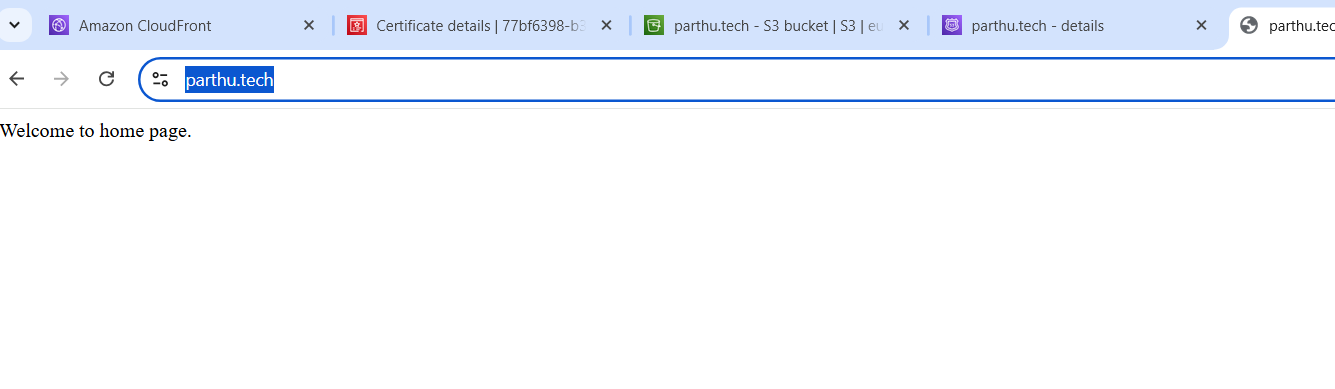 Amazon CloudFront
Certificate details | 77bf6398-b3
parthu.tech - S3 bucket | S3 | eu
parthu.tech - details
parthu.tec
parthu.tech
Welcome to home page.